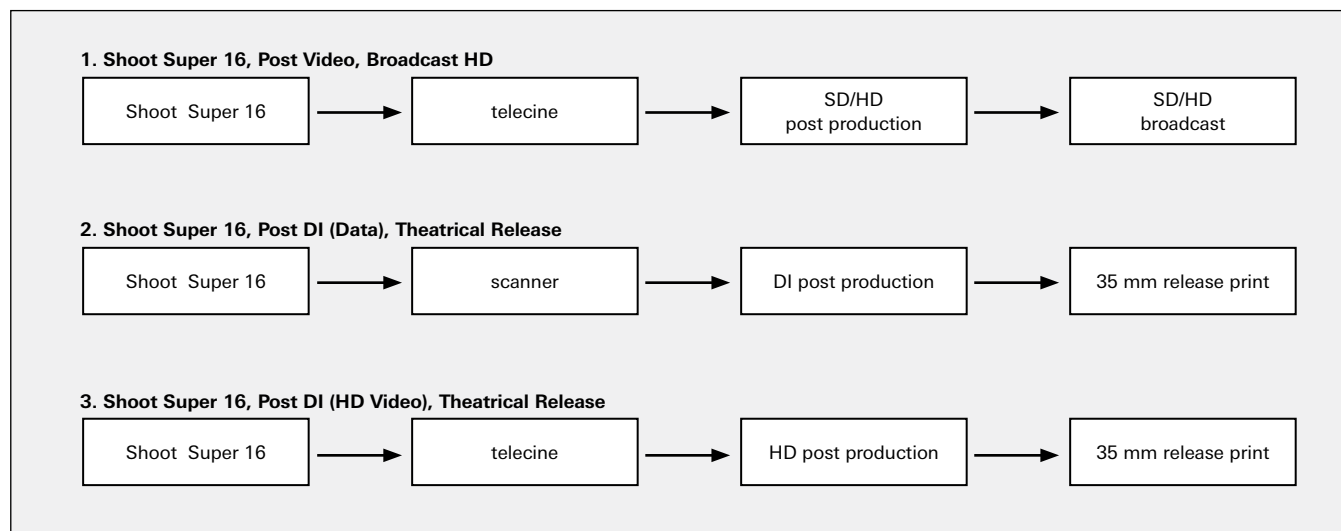 1. Shoot Super 16, Post Video, Broadcast HD
Shoot Super 16
telecine
SD/HD
post production
SD/HD
broadcast
2. Shoot Super 16, Post DI (Data), Theatrical Release
Shoot Super 16
scanner
DI post production
35 mm release print
3. Shoot Super 16, Post DI (HD Video), Theatrical Release
Shoot Super 16
telecine
HD post production
35 mm release print